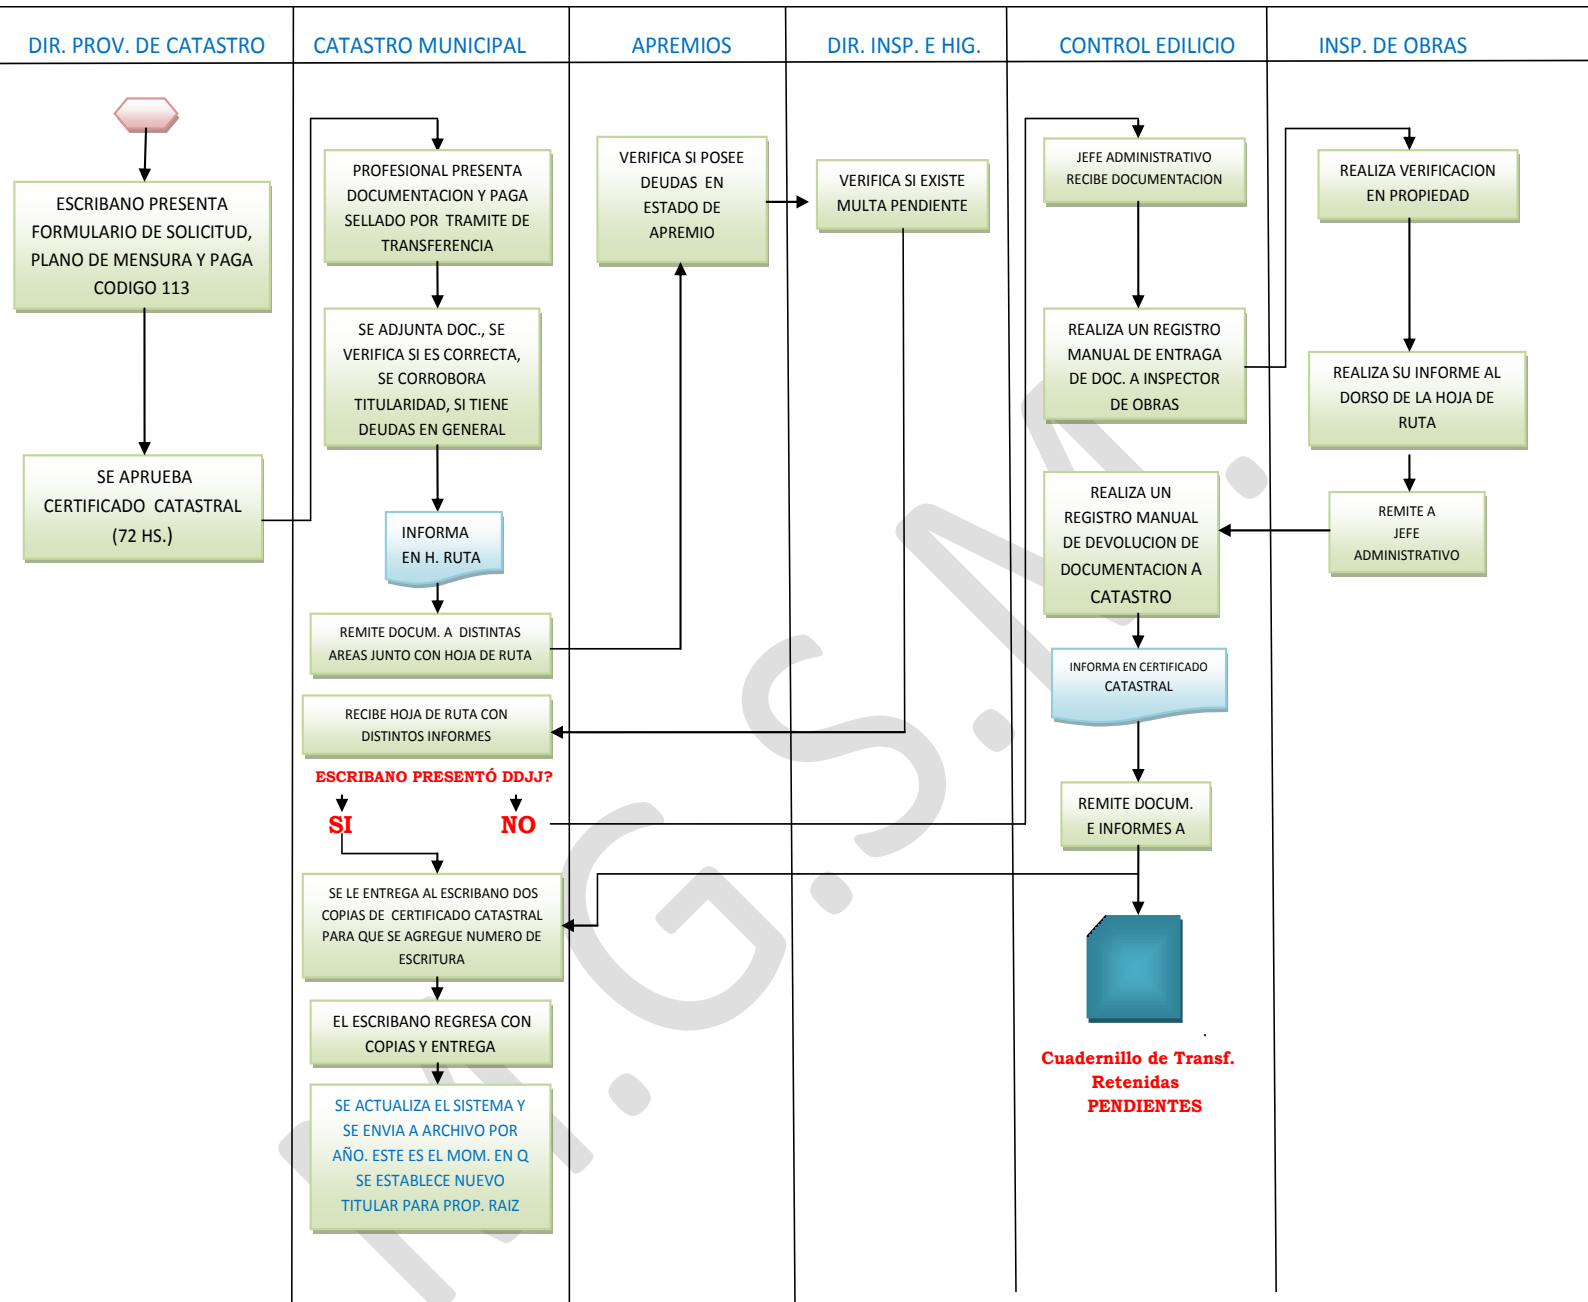 DIR. PROV. DE CATASTRO
CATASTRO MUNICIPAL
APREMIOS
DIR. INSP. E HIG.
CONTROL EDILICIO
INSP. DE OBRAS
ESCRIBANO PRESENTA
FORMULARIO DE SOLICITUD,
PLANO DE MENSURA Y PAGA
CODIGO 113
SE APRUEBA
CERTIFICADO CATASTRAL
(72 HS.)
PROFESIONAL PRESENTA
DOCUMENTACION Y PAGA
SELLADO POR TRAMITE DE
TRANSFERENCIA
SE ADJUNTA DOC., SE
VERIFICA SI ES CORRECTA,
SE CORROBORA
TITULARIDAD, SI TIENE
DEUDAS EN GENERAL
INFORMA
EN H. RUTA
REMITE DOCUM. A DISTINTAS
AREAS JUNTO CON HOJA DE RUTA
RECIBE HOJA DE RUTA CON
DISTINTOS INFORMES
ESCRIBANO PRESENTÓ DDJJ?
SI
NO
SE LE ENTREGA AL ESCRIBANO DOS
COPIAS DE CERTIFICADO CATASTRAL
PARA QUE SE AGREGUE NUMERO DE
ESCRITURA
EL ESCRIBANO REGRESA CON
COPIAS Y ENTREGA
SE ACTUALIZA EL SISTEMA Y
SE ENVIA A ARCHIVO POR
AÑO. ESTE ES EL MOM. EN Q
SE ESTABLECE NUEVO
TITULAR PARA PROP. RAIZ
VERIFICA SI POSEE
DEUDAS EN
ESTADO DE
APREMIO
VERIFICA SI EXISTE
MULTA PENDIENTE
JEFE ADMINISTRATIVO
RECIBE DOCUMENTACION
REALIZA UN REGISTRO
MANUAL DE ENTRAGA
DE DOC. A INSPECTOR
DE OBRAS
REALIZA UN
REGISTRO MANUAL
DE DEVOLUCION DE
DOCUMENTACION A
CATASTRO
INFORMA EN CERTIFICADO
CATASTRAL
REMITE DOCUM.
E INFORMES A
.
Cuadernillo de Transf.
Retenidas
PENDIENTES
REALIZA VERIFICACION
EN PROPIEDAD
REALIZA SU INFORME AL
DORSO DE LA HOJA DE
RUTA
REMITE A
JEFE
ADMINISTRATIVO
M.G.S.M.